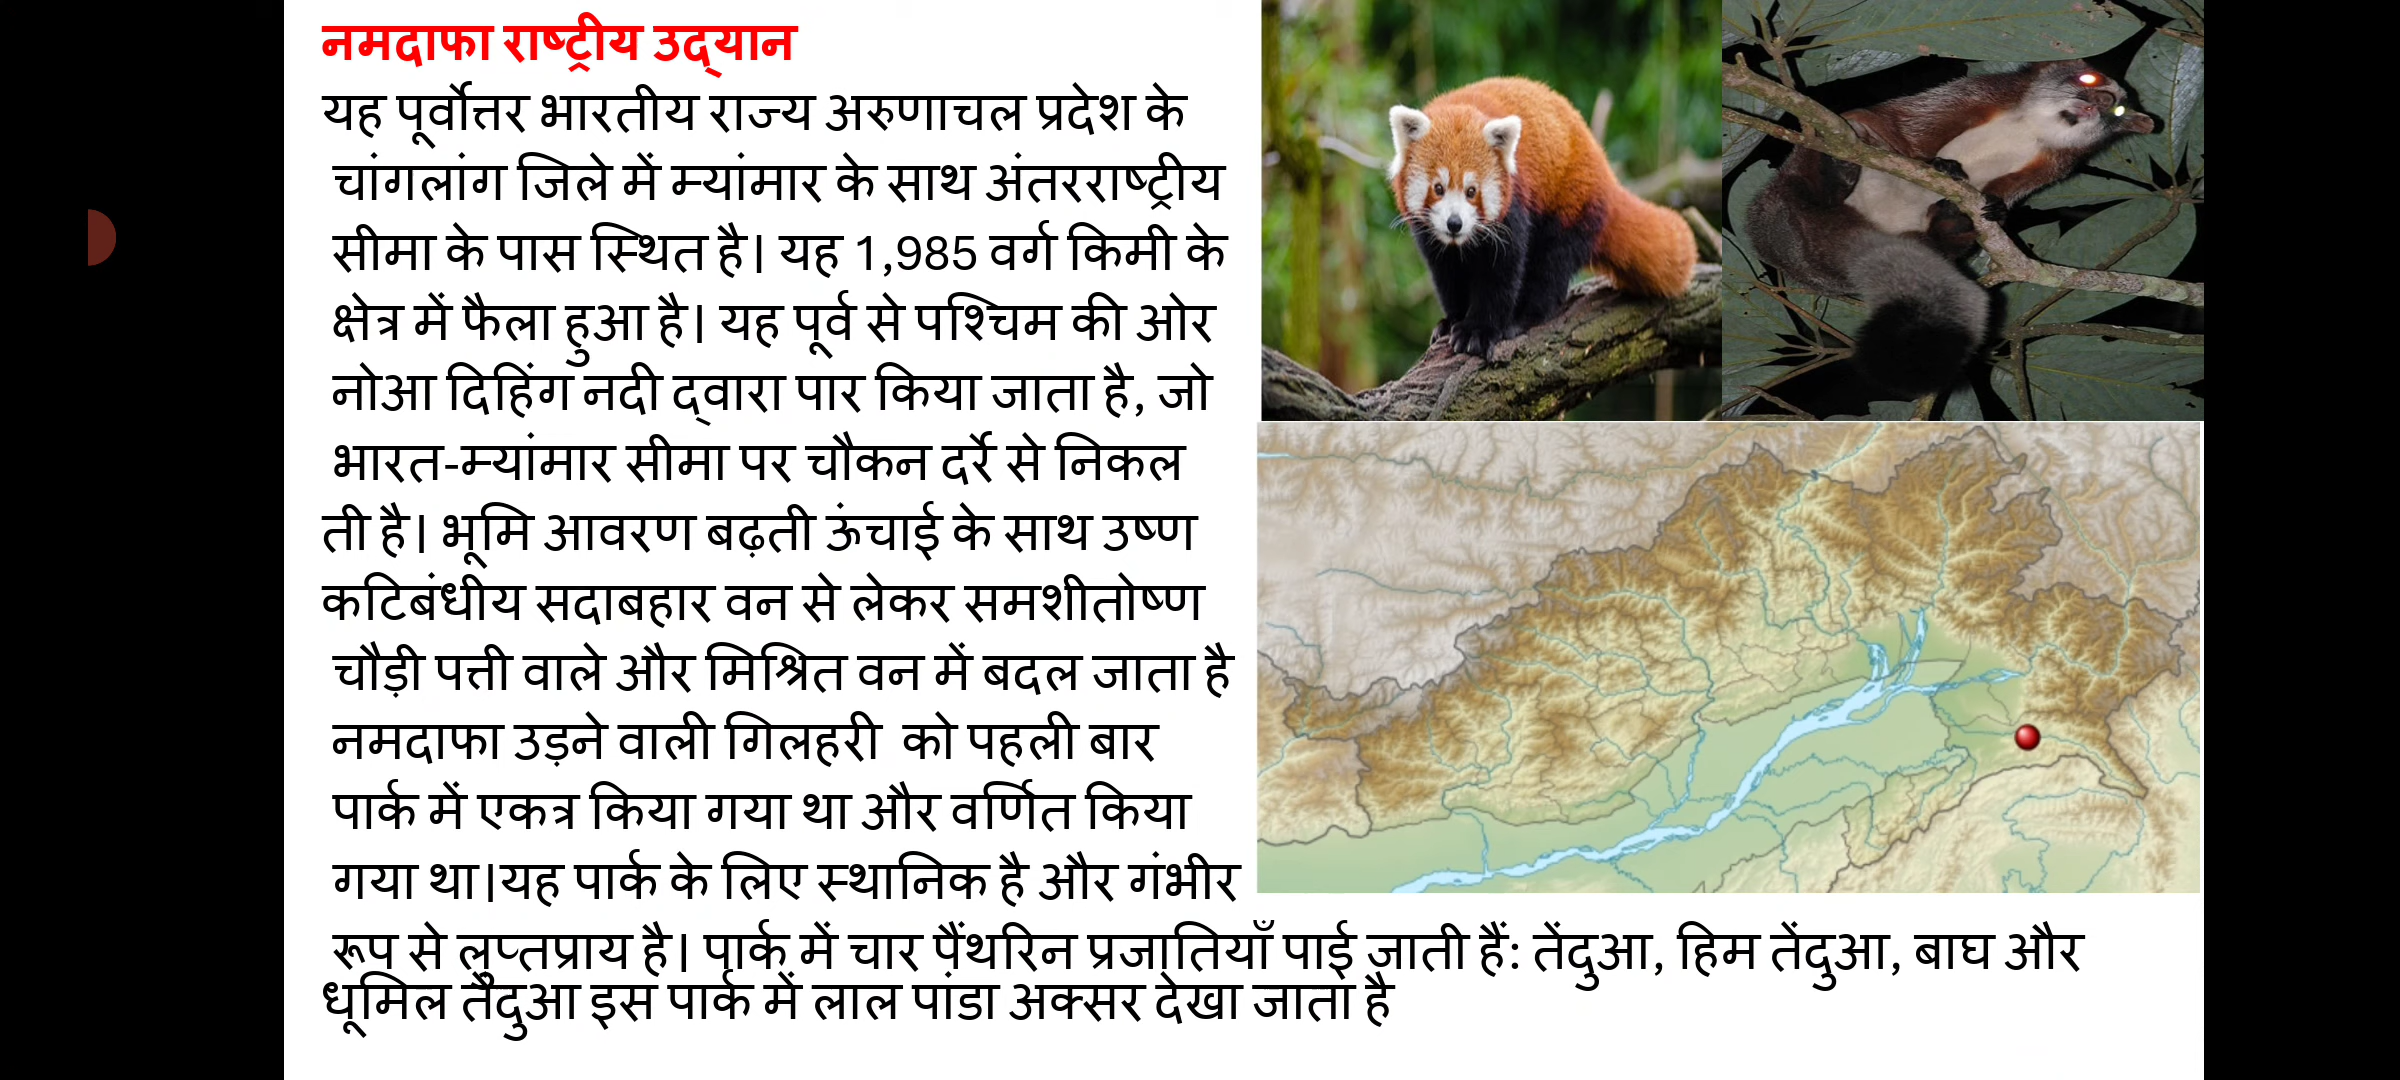 नमदाफा राष्ट्रीय उद्यान
यह पूर्वोत्तर भारतीय राज्य अरुणाचल प्रदेश के
चांगलांग जिले में म्यांमार के साथ अंतरराष्ट्रीय
सीमा के पास स्थित है। यह 1,985 वर्ग किमी के
क्षेत्र में फैला हुआ है। यह पूर्व से पश्चिम की ओर
नोआ दिहिंग नदी द्वारा पार किया जाता है, जो
भारत-म्यांमार सीमा पर चौकन दर्रे से निकल
ती है। भूमि आवरण बढ़ती ऊंचाई के साथ उष्ण
कटिबंधीय सदाबहार वन से लेकर समशीतोष्ण
चौड़ी पत्ती वाले और मिश्रित वन में बदल जाता है
नमदाफा उड़ने वाली गिलहरी को पहली बार
पार्क में एकत्र किया गया था और वर्णित किया
गया था।यह पार्क के लिए स्थानिक है और गंभीर
रूप से लुप्तप्राय है। पार्क में चार पैंथरिन प्रजातियाँ पाई जाती हैं: तेंदुआ, हिम तेंदुआ, बाघ और
धूमिल तेंदुआ इस पार्क में लाल पांडा अक्सर देखा जाता है